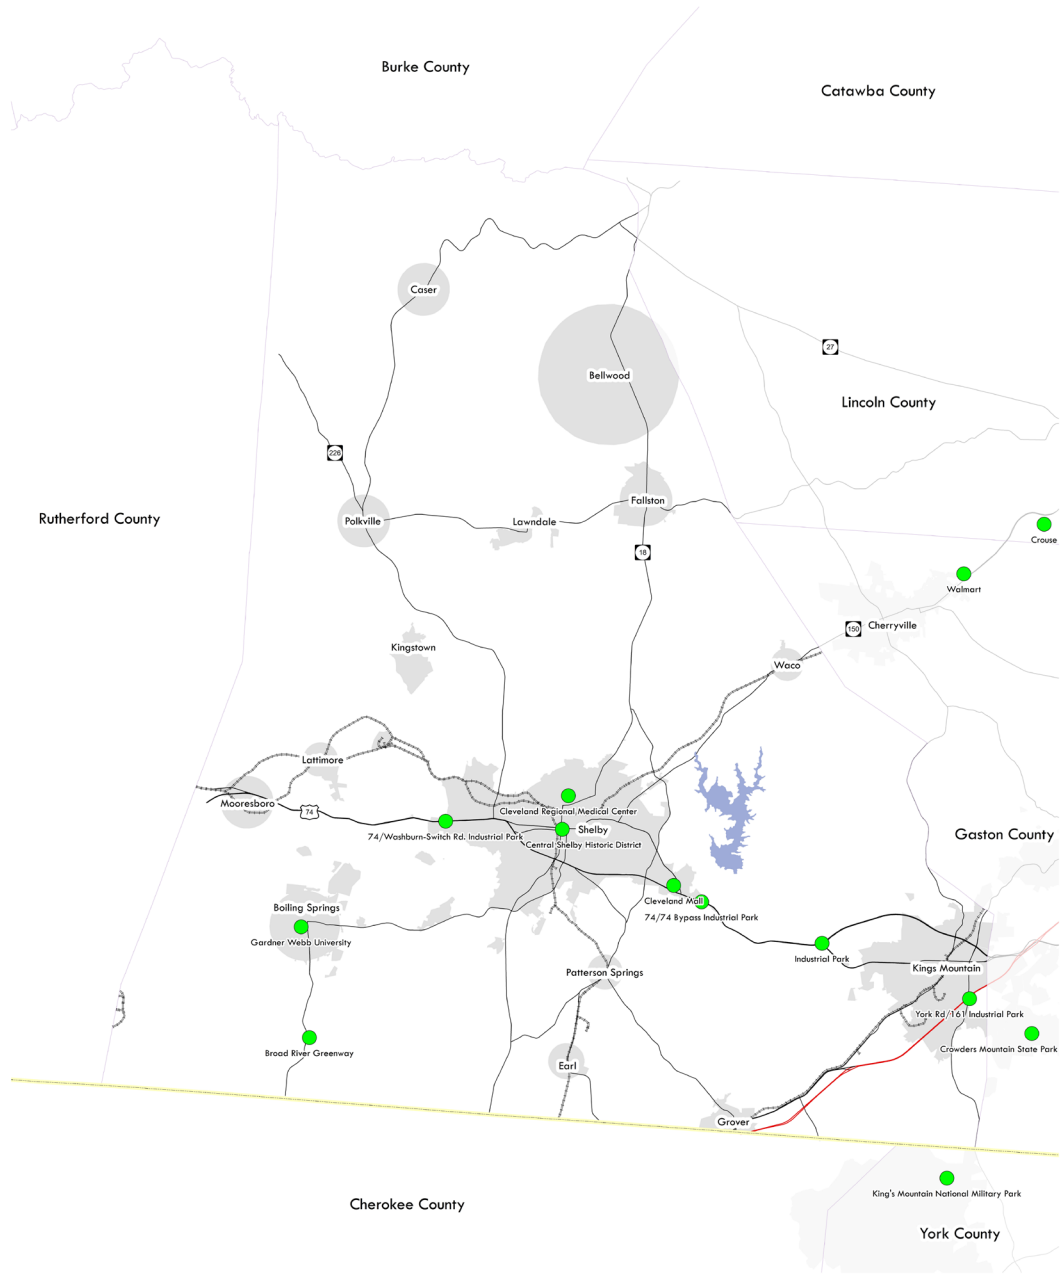 Burke County
Catawba County
Caser
27
Bellwood
Lincoln County
226
Fallston
Rutherford County
Polkville
Lawndale
Crouse
18
Walmart
Cherryville
150
Kingstown
Waco
Lattimore
Mooresboro
74
Cleveland Regional Medical Center
Shelby
74/Washburn-Switch Rd. Industrial Park
Central Shelby Historic District
Gaston County
Cleveland Mall
Boiling Springs
74/74 Bypass Industrial Park
Gardner Webb University
Industrial Park
Kings Mountain
Patterson Springs
York Rd/161 Industrial Park
Broad River Greenway
Crowders Mountain State Park
Earl
Grover
King's Mountain National Military Park
Cherokee County
York County